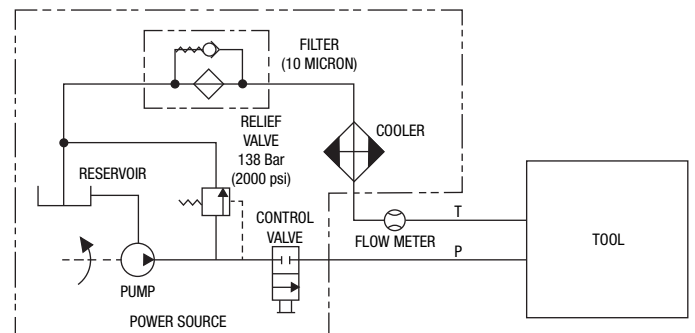 FILTER
(10 MICRON)
RELIEF
VALVE
138 Bar
(2000 psi)
COOLER
RESERVOIR
CONTROL
VALVE
T
FLOW METER
P
TOOL
PUMP
POWER SOURCE